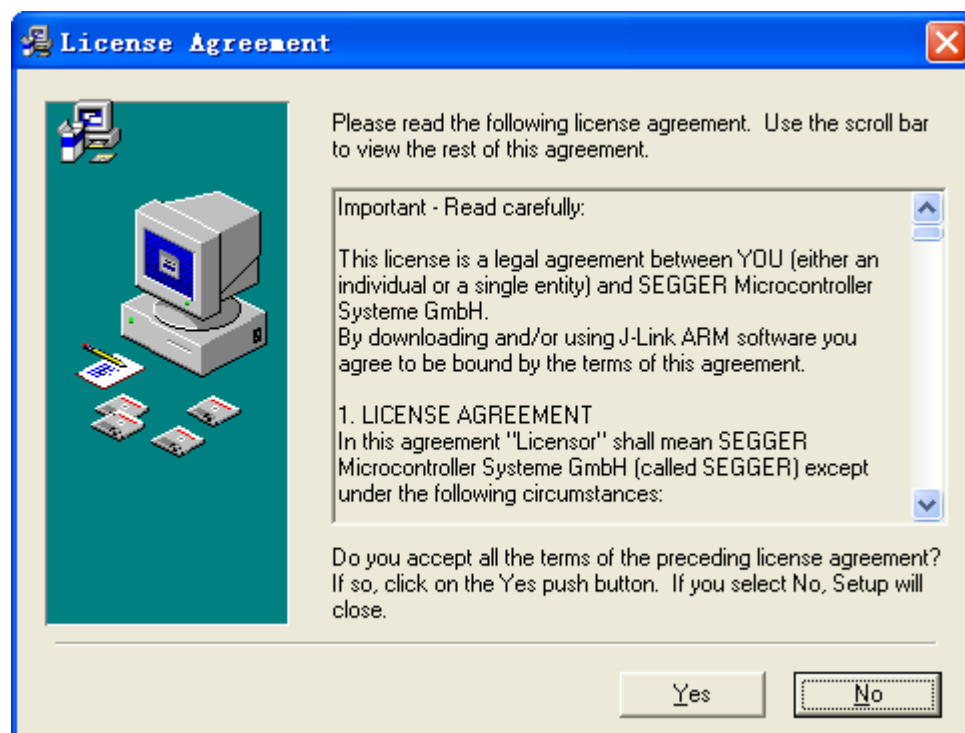 License Agreement
Please read the following license agreement.  Use the scroll bar
to view the rest of this agreement.
Important - Read carefully:
This license is a legal agreement between YOU (either an
individual or a single entity) and SEGGER Microcontroller
Systeme GmbH.
By downloading and/or using J-Link ARM software you
agree to be bound by the terms of this agreement.
1. LICENSE AGREEMENT
In this agreement "Licensor" shall mean SEGGER
Microcontroller Systeme GmbH (called SEGGER) except
under the following circumstances:
Do you accept all the terms of the preceding license agreement?
If so, click on the Yes push button.  If you select No, Setup will
close.
Yes
No